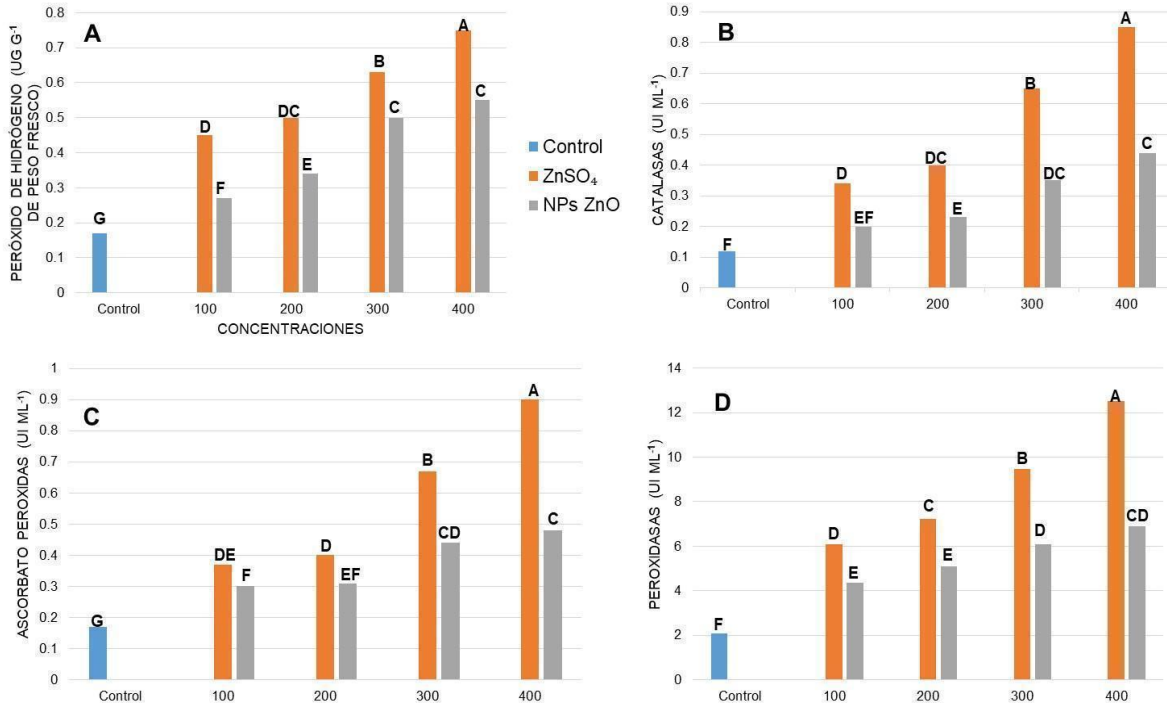 A
PERÓXIDO DE HIDRÓGENO (UG G-1
DE PESO FRESCO)
0.8
0.7
0.6
0.5
0.4
0.3
0.2
0.1
0
G
D
F
DC
E
B
C
A
C
Control
100
200
300
400
CONCENTRACIONES
Control
ZnSO₄
NPs ZnO
B
CATALASAS (UI ML-1)
0.9
0.8
0.7
0.6
0.5
0.4
0.3
0.2
0.1
0
F
D
EF
DC
E
B
DC
A
C
Control
100
200
300
400
C
ASCORBATO PEROXIDAS (UI ML-1)
1
0.9
0.8
0.7
0.6
0.5
0.4
0.3
0.2
0.1
0
G
DE
F
D
EF
B
CD
A
C
Control
100
200
300
400
D
PEROXIDASAS (UI ML-1)
14
12
10
8
6
4
2
0
F
D
E
C
E
B
D
A
CD
Control
100
200
300
400